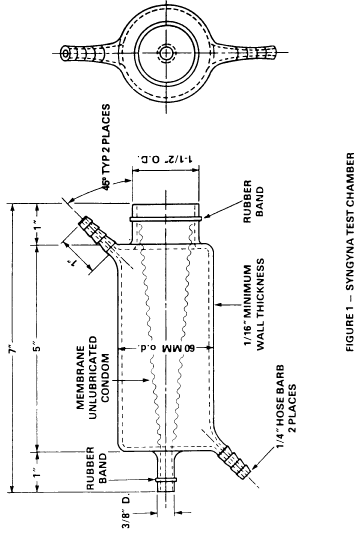 7"
1"
5"
1"
45° TYP 2 PLACES
1"
1-1/2" O.D.
RUBBER
BAND
MEMBRANE
UNLUBRICATED
CONDOM
60 MM o.d.
RUBBER
BAND
3/8" D.
1/16" MINIMUM
WALL THICKNESS
1/4" HOSE BARB
2 PLACES
FIGURE 1 – SYNGYNA TEST CHAMBER